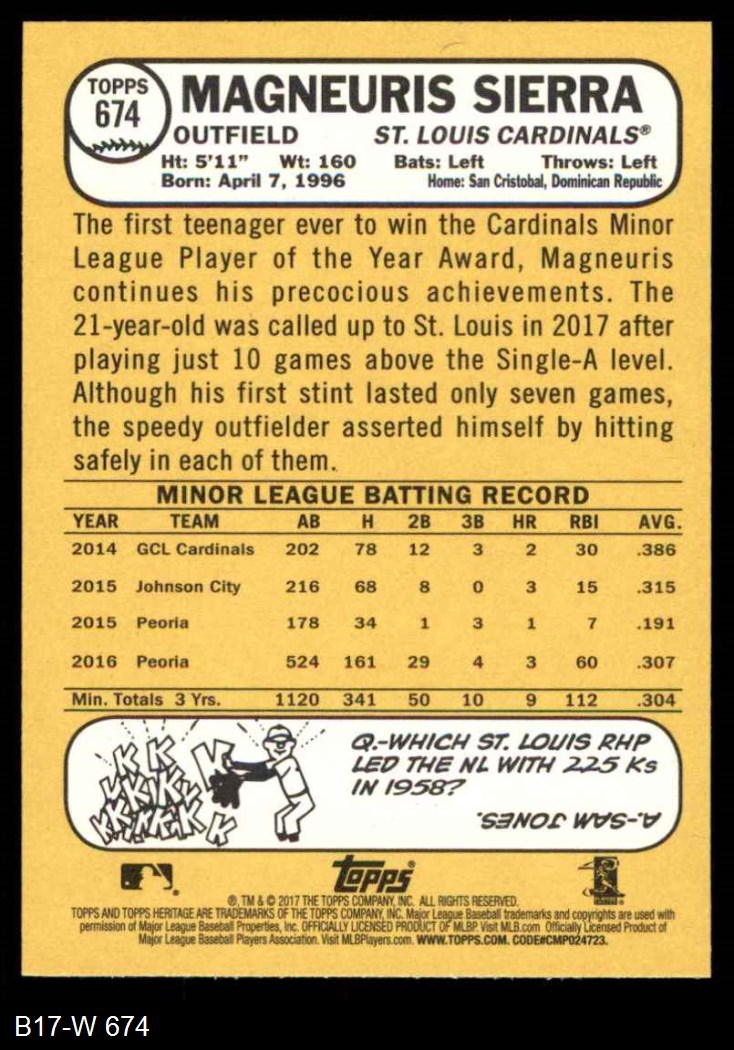 TOPPS
674
MAGNEURIS SIERRA
OUTFIELD ST. LOUIS CARDINALS®
Ht: 5'11" Wt: 160 Bats: Left Throws: Left
Born: April 7, 1996 Home: San Cristobal, Dominican Republic
The first teenager ever to win the Cardinals Minor
League Player of the Year Award, Magneuris
continues his precocious achievements. The
21-year-old was called up to St. Louis in 2017 after
playing just 10 games above the Single-A level.
Although his first stint lasted only seven games,
the speedy outfielder asserted himself by hitting
safely in each of them.
MINOR LEAGUE BATTING RECORD
YEAR TEAM AB H 2B 3B HR RBI AVG.
2014 GCL Cardinals 202 78 12 3 2 30 .386
2015 Johnson City 216 68 8 0 3 15 .315
2015 Peoria 178 34 1 3 1 7 .191
2016 Peoria 524 161 29 4 3 60 .307
Min. Totals 3 Yrs. 1120 341 50 10 9 112 .304
Q.-WHICH ST. LOUIS RHP
LED THE NL WITH 225 Ks
IN 1958?
A.-SAM JONES.
topps®
®, TM & © 2017 THE TOPPS COMPANY, INC. ALL RIGHTS RESERVED.
TOPPS AND TOPPS HERITAGE ARE TRADEMARKS OF THE TOPPS COMPANY, INC. Major League Baseball trademarks and copyrights are used with
permission of Major League Baseball Properties, Inc. OFFICIALLY LICENSED PRODUCT OF MLBP. Visit MLB.com Officially Licensed Product of
Major League Baseball Players Association. Visit MLBPlayers.com. WWW.TOPPS.COM. CODE#CMP024723.
B17-W 674